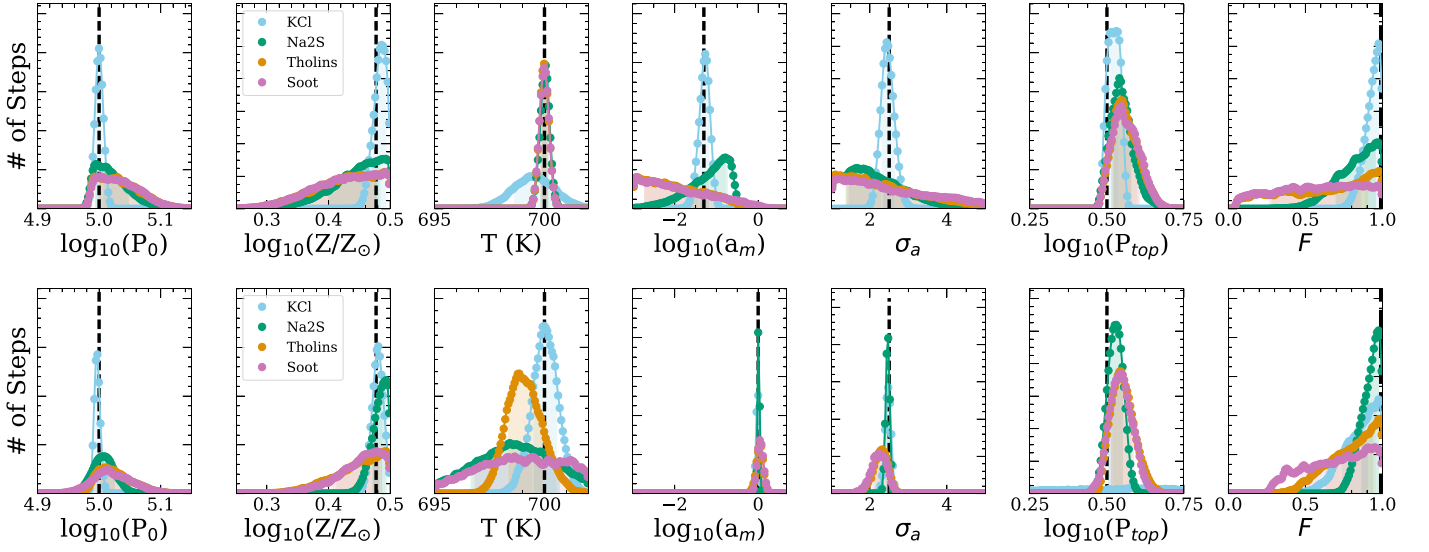 # of Steps
KCl
Na2S
Tholins
Soot
4.9 5.0 5.1
log10(P0)
0.3 0.4 0.5
log10(Z/Z⊙)
695 700
T (K)
−2 0
log10(am)
2 4
σa
0.25 0.50 0.75
log10(Ptop)
0.0 0.5 1.0
F
# of Steps
KCl
Na2S
Tholins
Soot
4.9 5.0 5.1
log10(P0)
0.3 0.4 0.5
log10(Z/Z⊙)
695 700
T (K)
−2 0
log10(am)
2 4
σa
0.25 0.50 0.75
log10(Ptop)
0.0 0.5 1.0
F